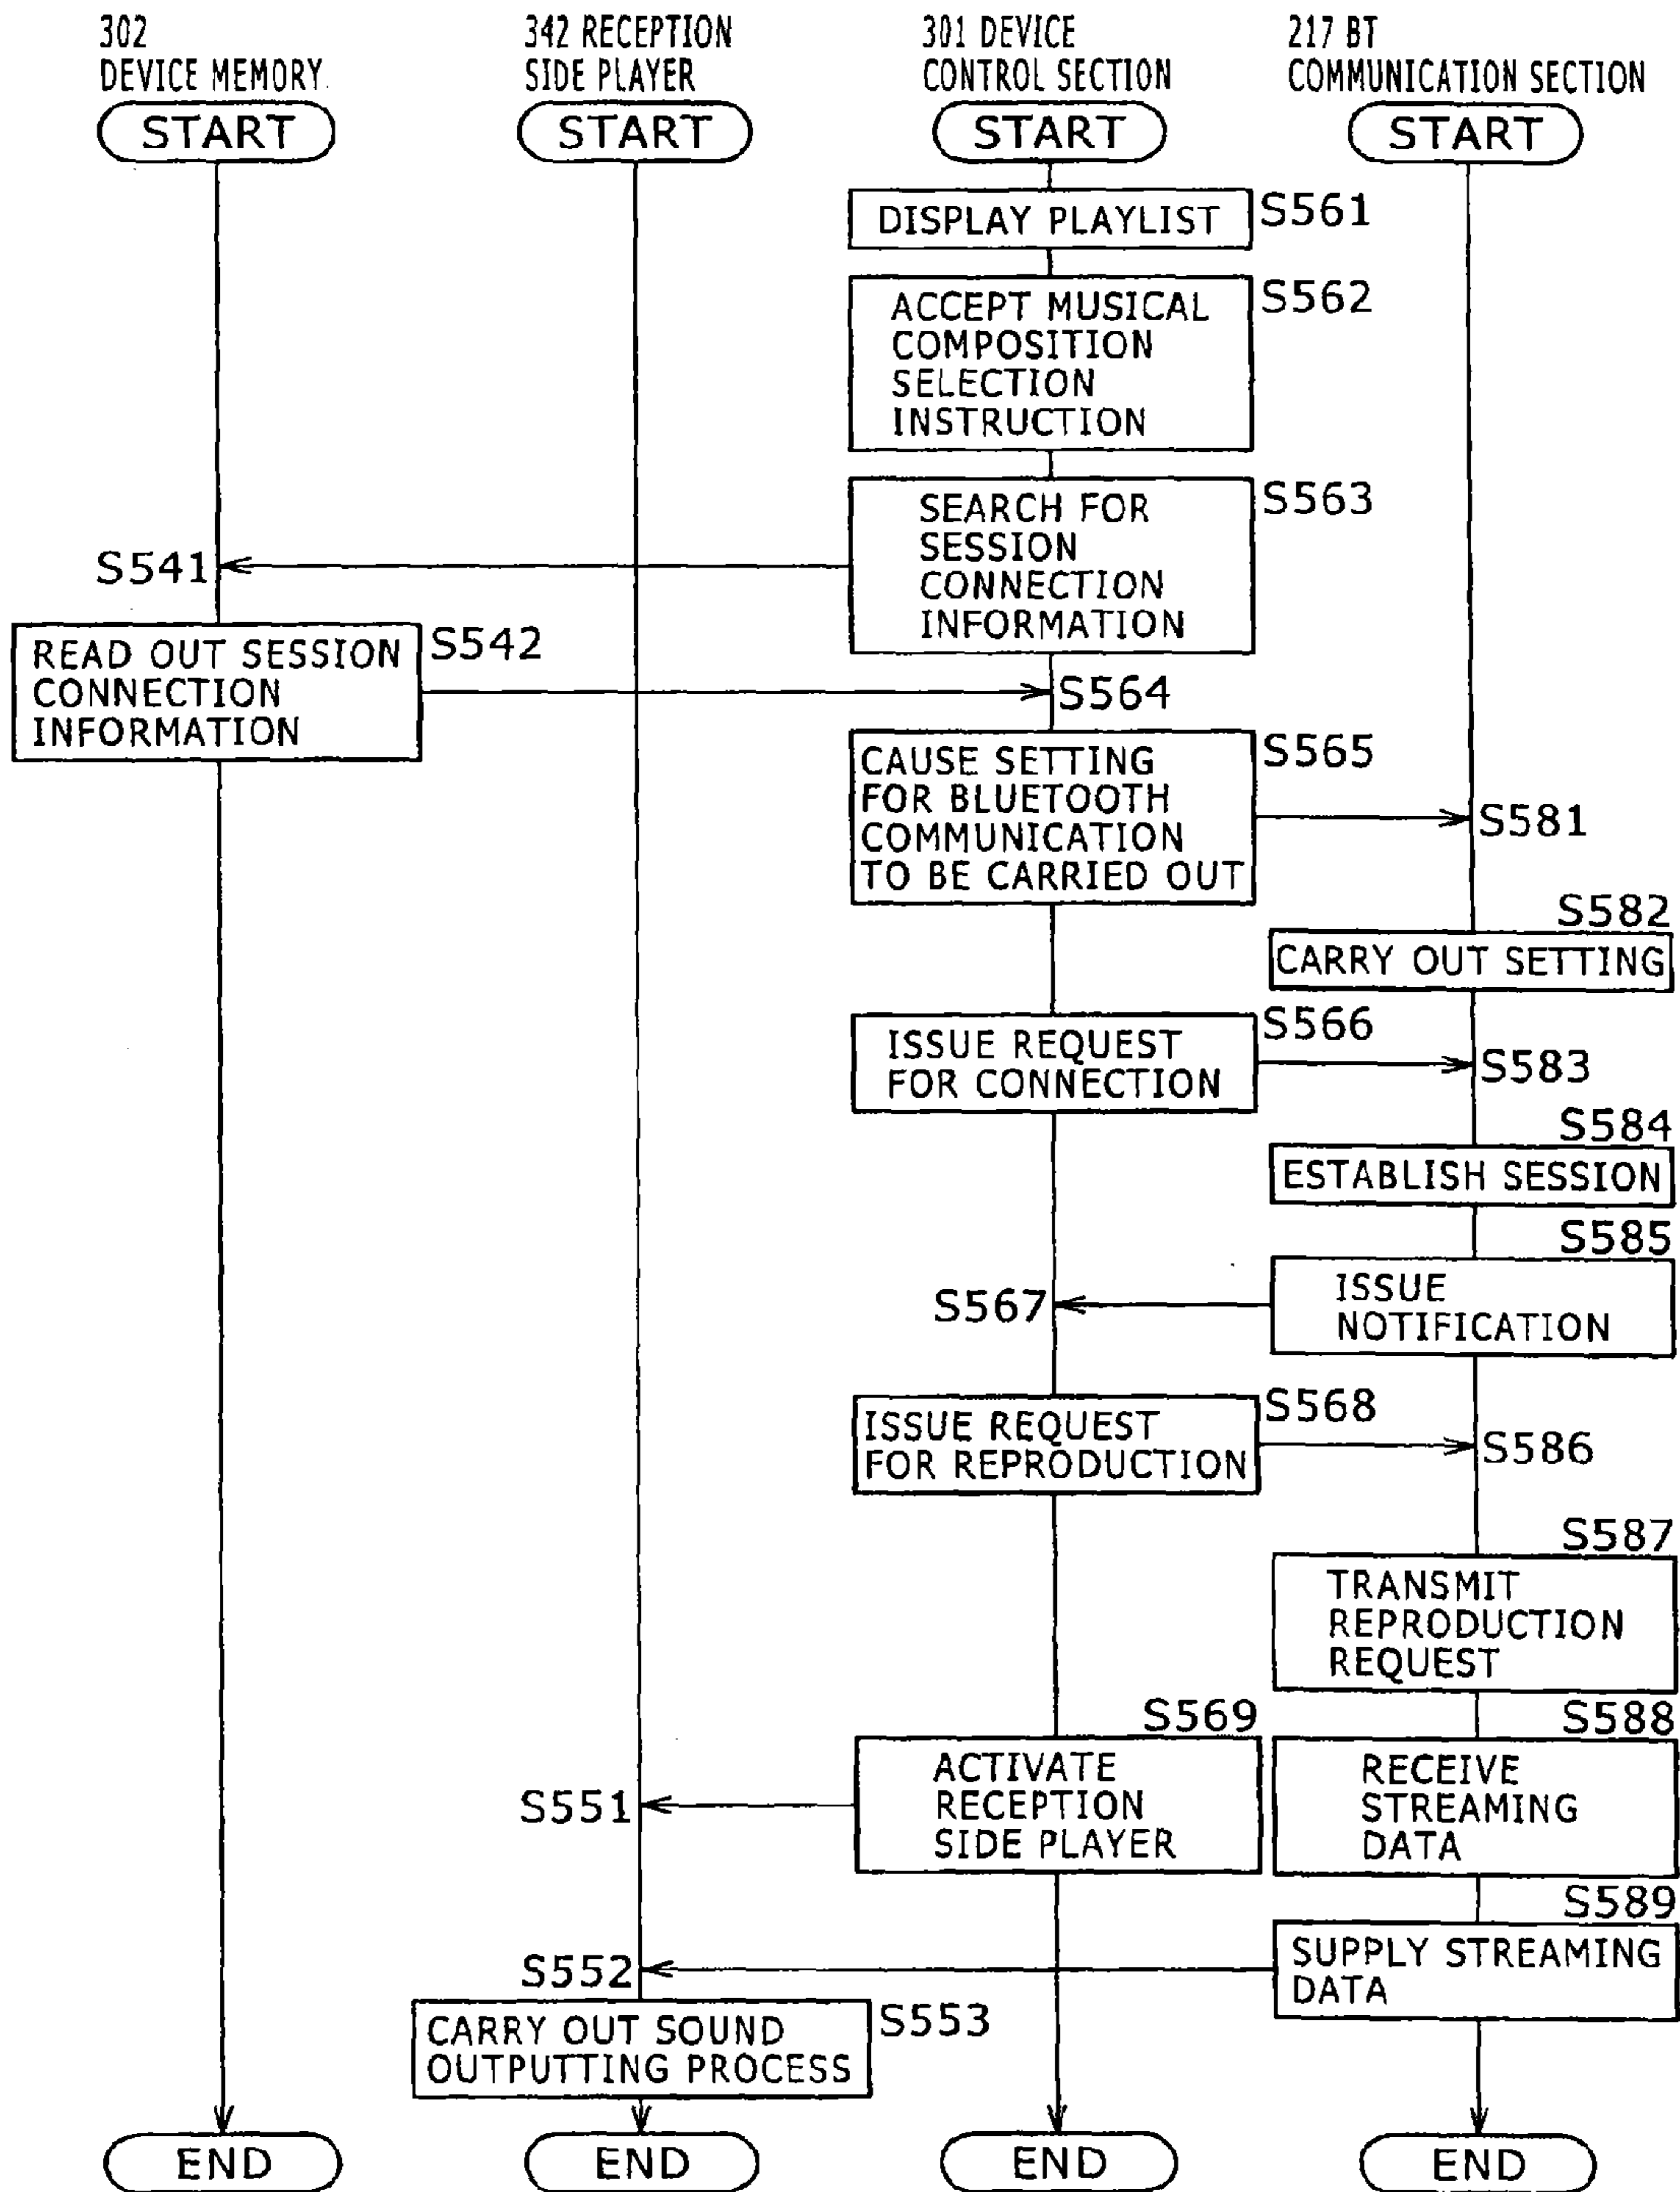 302
DEVICE MEMORY
342 RECEPTION
SIDE PLAYER
301 DEVICE
CONTROL SECTION
217 BT
COMMUNICATION SECTION
START
START
START
START
DISPLAY PLAYLIST
S561
ACCEPT MUSICAL
COMPOSITION
SELECTION
INSTRUCTION
S562
SEARCH FOR
SESSION
CONNECTION
INFORMATION
S563
S541
READ OUT SESSION
CONNECTION
INFORMATION
S542
S564
CAUSE SETTING
FOR BLUETOOTH
COMMUNICATION
TO BE CARRIED OUT
S565
S581
S582
CARRY OUT SETTING
ISSUE REQUEST
FOR CONNECTION
S566
S583
S584
ESTABLISH SESSION
S585
ISSUE
NOTIFICATION
S567
ISSUE REQUEST
FOR REPRODUCTION
S568
S586
S587
TRANSMIT
REPRODUCTION
REQUEST
S569
ACTIVATE
RECEPTION
SIDE PLAYER
S551
S588
RECEIVE
STREAMING
DATA
S589
SUPPLY STREAMING
DATA
S552
CARRY OUT SOUND
OUTPUTTING PROCESS
S553
END
END
END
END